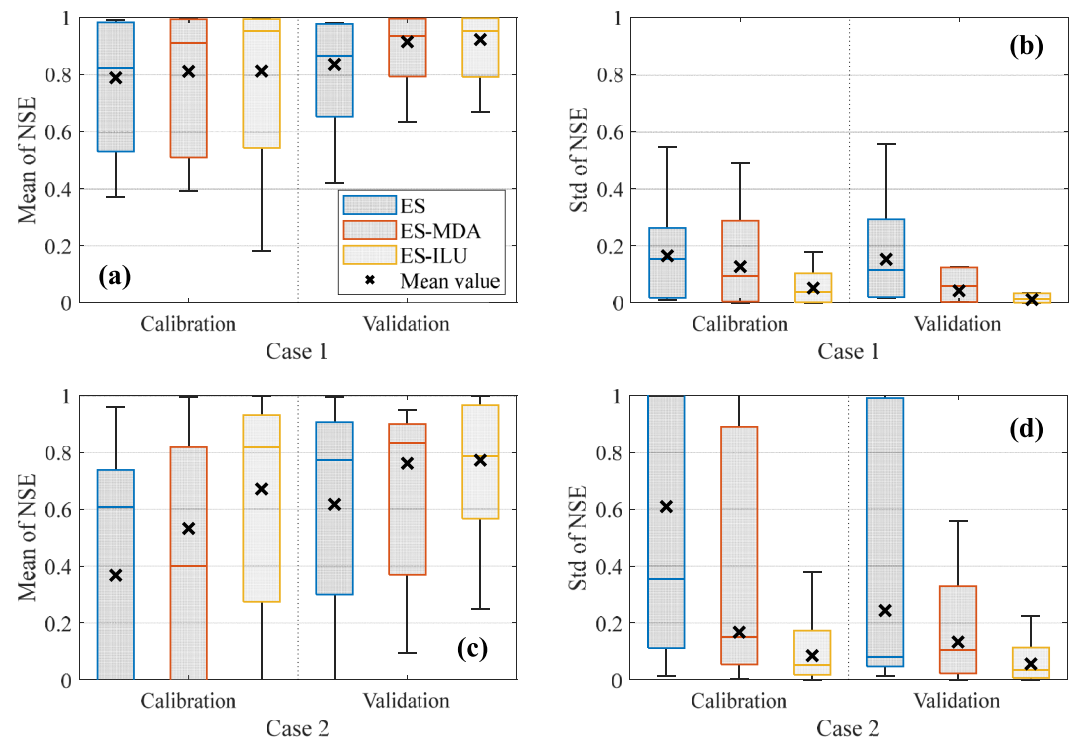 1
0.8
0.6
0.4
0.2
0
Mean of NSE
ES
ES-MDA
ES-ILU
Mean value
(a)
Calibration
Validation
Case 1
1
0.8
0.6
0.4
0.2
0
Std of NSE
(b)
Calibration
Validation
Case 1
1
0.8
0.6
0.4
0.2
0
Mean of NSE
(c)
Calibration
Validation
Case 2
1
0.8
0.6
0.4
0.2
0
Std of NSE
(d)
Calibration
Validation
Case 2